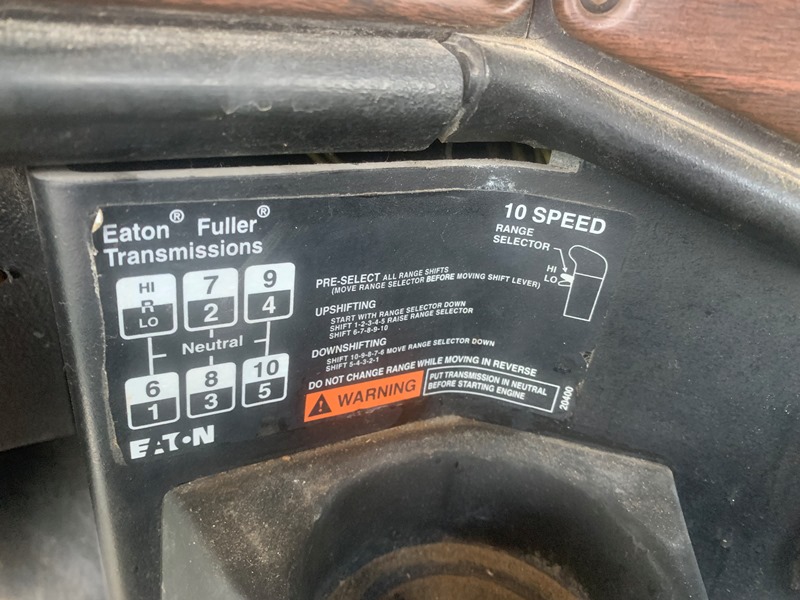 Eaton® Fuller®
Transmissions
HI
R
LO
7
2
9
4
Neutral
6
1
8
3
10
5
EATON
10 SPEED
RANGE
SELECTOR
HI
LO
PRE-SELECT ALL RANGE SHIFTS
(MOVE RANGE SELECTOR BEFORE MOVING SHIFT LEVER)
UPSHIFTING
START WITH RANGE SELECTOR DOWN
SHIFT 1-2-3-4-5 RAISE RANGE SELECTOR
SHIFT 6-7-8-9-10
DOWNSHIFTING
SHIFT 10-9-8-7-6 MOVE RANGE SELECTOR DOWN
SHIFT 5-4-3-2-1
DO NOT CHANGE RANGE WHILE MOVING IN REVERSE
WARNING
PUT TRANSMISSION IN NEUTRAL
BEFORE STARTING ENGINE
20400